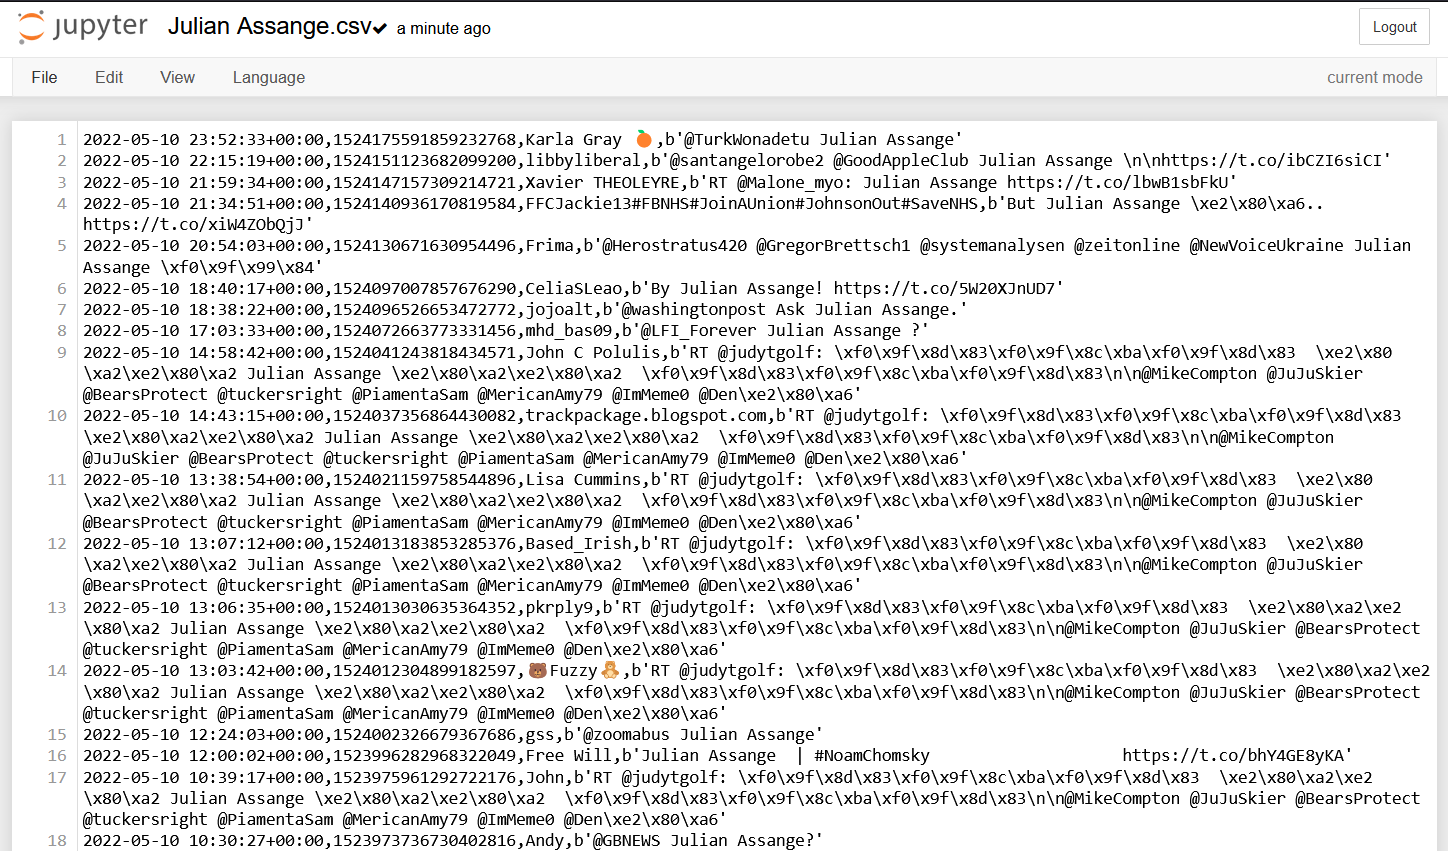 jupyter Julian Assange.csv✔ a minute ago Logout
File Edit View Language current mode
1 2022-05-10 23:52:33+00:00,1524175591859232768,Karla Gray 🍊,b'@TurkWonadetu Julian Assange'
2 2022-05-10 22:15:19+00:00,1524151123682099200,libbyliberal,b'@santangelorobe2 @GoodAppleClub Julian Assange \n\nhttps://t.co/ibCZI6siCI'
3 2022-05-10 21:59:34+00:00,1524147157309214721,Xavier THEOLEYRE,b'RT @Malone_myo: Julian Assange https://t.co/lbwB1sbFkU'
4 2022-05-10 21:34:51+00:00,1524140936170819584,FFCJackie13#FBNHS#JoinAUnion#JohnsonOut#SaveNHS,b'But Julian Assange \xe2\x80\xa6..
https://t.co/xiW4ZObQjJ'
5 2022-05-10 20:54:03+00:00,1524130671630954496,Frima,b'@Herostratus420 @GregorBrettsch1 @systemanalysen @zeitonline @NewVoiceUkraine Julian
Assange \xf0\x9f\x99\x84'
6 2022-05-10 18:40:17+00:00,1524097007857676290,CeliaSLeao,b'By Julian Assange! https://t.co/5W20XJnUD7'
7 2022-05-10 18:38:22+00:00,1524096526653472772,jojoalt,b'@washingtonpost Ask Julian Assange.'
8 2022-05-10 17:03:33+00:00,1524072663773331456,mhd_bas09,b'@LFI_Forever Julian Assange ?'
9 2022-05-10 14:58:42+00:00,1524041243818434571,John C Polulis,b'RT @judytgolf: \xf0\x9f\x8d\x83\xf0\x9f\x8c\xba\xf0\x9f\x8d\x83  \xe2\x80
\xa2\xe2\x80\xa2 Julian Assange \xe2\x80\xa2\xe2\x80\xa2  \xf0\x9f\x8d\x83\xf0\x9f\x8c\xba\xf0\x9f\x8d\x83\n\n@MikeCompton @JuJuSkier
@BearsProtect @tuckersright @PiamentaSam @MericanAmy79 @ImMeme0 @Den\xe2\x80\xa6'
10 2022-05-10 14:43:15+00:00,1524037356864430082,trackpackage.blogspot.com,b'RT @judytgolf: \xf0\x9f\x8d\x83\xf0\x9f\x8c\xba\xf0\x9f\x8d\x83
\xe2\x80\xa2\xe2\x80\xa2 Julian Assange \xe2\x80\xa2\xe2\x80\xa2  \xf0\x9f\x8d\x83\xf0\x9f\x8c\xba\xf0\x9f\x8d\x83\n\n@MikeCompton
@JuJuSkier @BearsProtect @tuckersright @PiamentaSam @MericanAmy79 @ImMeme0 @Den\xe2\x80\xa6'
11 2022-05-10 13:38:54+00:00,1524021159758544896,Lisa Cummins,b'RT @judytgolf: \xf0\x9f\x8d\x83\xf0\x9f\x8c\xba\xf0\x9f\x8d\x83  \xe2\x80
\xa2\xe2\x80\xa2 Julian Assange \xe2\x80\xa2\xe2\x80\xa2  \xf0\x9f\x8d\x83\xf0\x9f\x8c\xba\xf0\x9f\x8d\x83\n\n@MikeCompton @JuJuSkier
@BearsProtect @tuckersright @PiamentaSam @MericanAmy79 @ImMeme0 @Den\xe2\x80\xa6'
12 2022-05-10 13:07:12+00:00,1524013183853285376,Based_Irish,b'RT @judytgolf: \xf0\x9f\x8d\x83\xf0\x9f\x8c\xba\xf0\x9f\x8d\x83  \xe2\x80
\xa2\xe2\x80\xa2 Julian Assange \xe2\x80\xa2\xe2\x80\xa2  \xf0\x9f\x8d\x83\xf0\x9f\x8c\xba\xf0\x9f\x8d\x83\n\n@MikeCompton @JuJuSkier
@BearsProtect @tuckersright @PiamentaSam @MericanAmy79 @ImMeme0 @Den\xe2\x80\xa6'
13 2022-05-10 13:06:35+00:00,1524013030635364352,pkrply9,b'RT @judytgolf: \xf0\x9f\x8d\x83\xf0\x9f\x8c\xba\xf0\x9f\x8d\x83  \xe2\x80\xa2\xe2
\x80\xa2 Julian Assange \xe2\x80\xa2\xe2\x80\xa2  \xf0\x9f\x8d\x83\xf0\x9f\x8c\xba\xf0\x9f\x8d\x83\n\n@MikeCompton @JuJuSkier @BearsProtect
@tuckersright @PiamentaSam @MericanAmy79 @ImMeme0 @Den\xe2\x80\xa6'
14 2022-05-10 13:03:42+00:00,1524012304899182597,🐻Fuzzy🧸,b'RT @judytgolf: \xf0\x9f\x8d\x83\xf0\x9f\x8c\xba\xf0\x9f\x8d\x83  \xe2\x80\xa2\xe2
\x80\xa2 Julian Assange \xe2\x80\xa2\xe2\x80\xa2  \xf0\x9f\x8d\x83\xf0\x9f\x8c\xba\xf0\x9f\x8d\x83\n\n@MikeCompton @JuJuSkier @BearsProtect
@tuckersright @PiamentaSam @MericanAmy79 @ImMeme0 @Den\xe2\x80\xa6'
15 2022-05-10 12:24:03+00:00,1524002326679367686,gss,b'@zoomabus Julian Assange'
16 2022-05-10 12:00:02+00:00,1523996282968322049,Free Will,b'Julian Assange  | #NoamChomsky                    https://t.co/bhY4GE8yKA'
17 2022-05-10 10:39:17+00:00,1523975961292722176,John,b'RT @judytgolf: \xf0\x9f\x8d\x83\xf0\x9f\x8c\xba\xf0\x9f\x8d\x83  \xe2\x80\xa2\xe2
\x80\xa2 Julian Assange \xe2\x80\xa2\xe2\x80\xa2  \xf0\x9f\x8d\x83\xf0\x9f\x8c\xba\xf0\x9f\x8d\x83\n\n@MikeCompton @JuJuSkier @BearsProtect
@tuckersright @PiamentaSam @MericanAmy79 @ImMeme0 @Den\xe2\x80\xa6'
18 2022-05-10 10:30:27+00:00,1523973736730402816,Andy,b'@GBNEWS Julian Assange?'